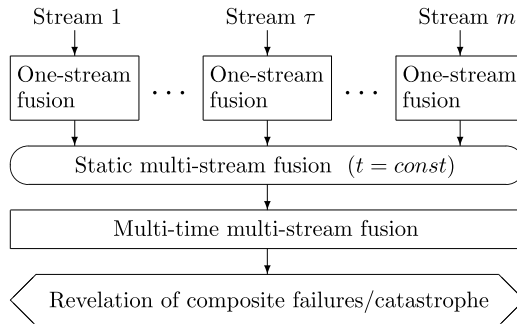 Stream 1 Stream τ Stream m
One-stream One-stream One-stream
fusion . . . fusion . . . fusion
Static multi-stream fusion (t = const)
Multi-time multi-stream fusion
Revelation of composite failures/catastrophe